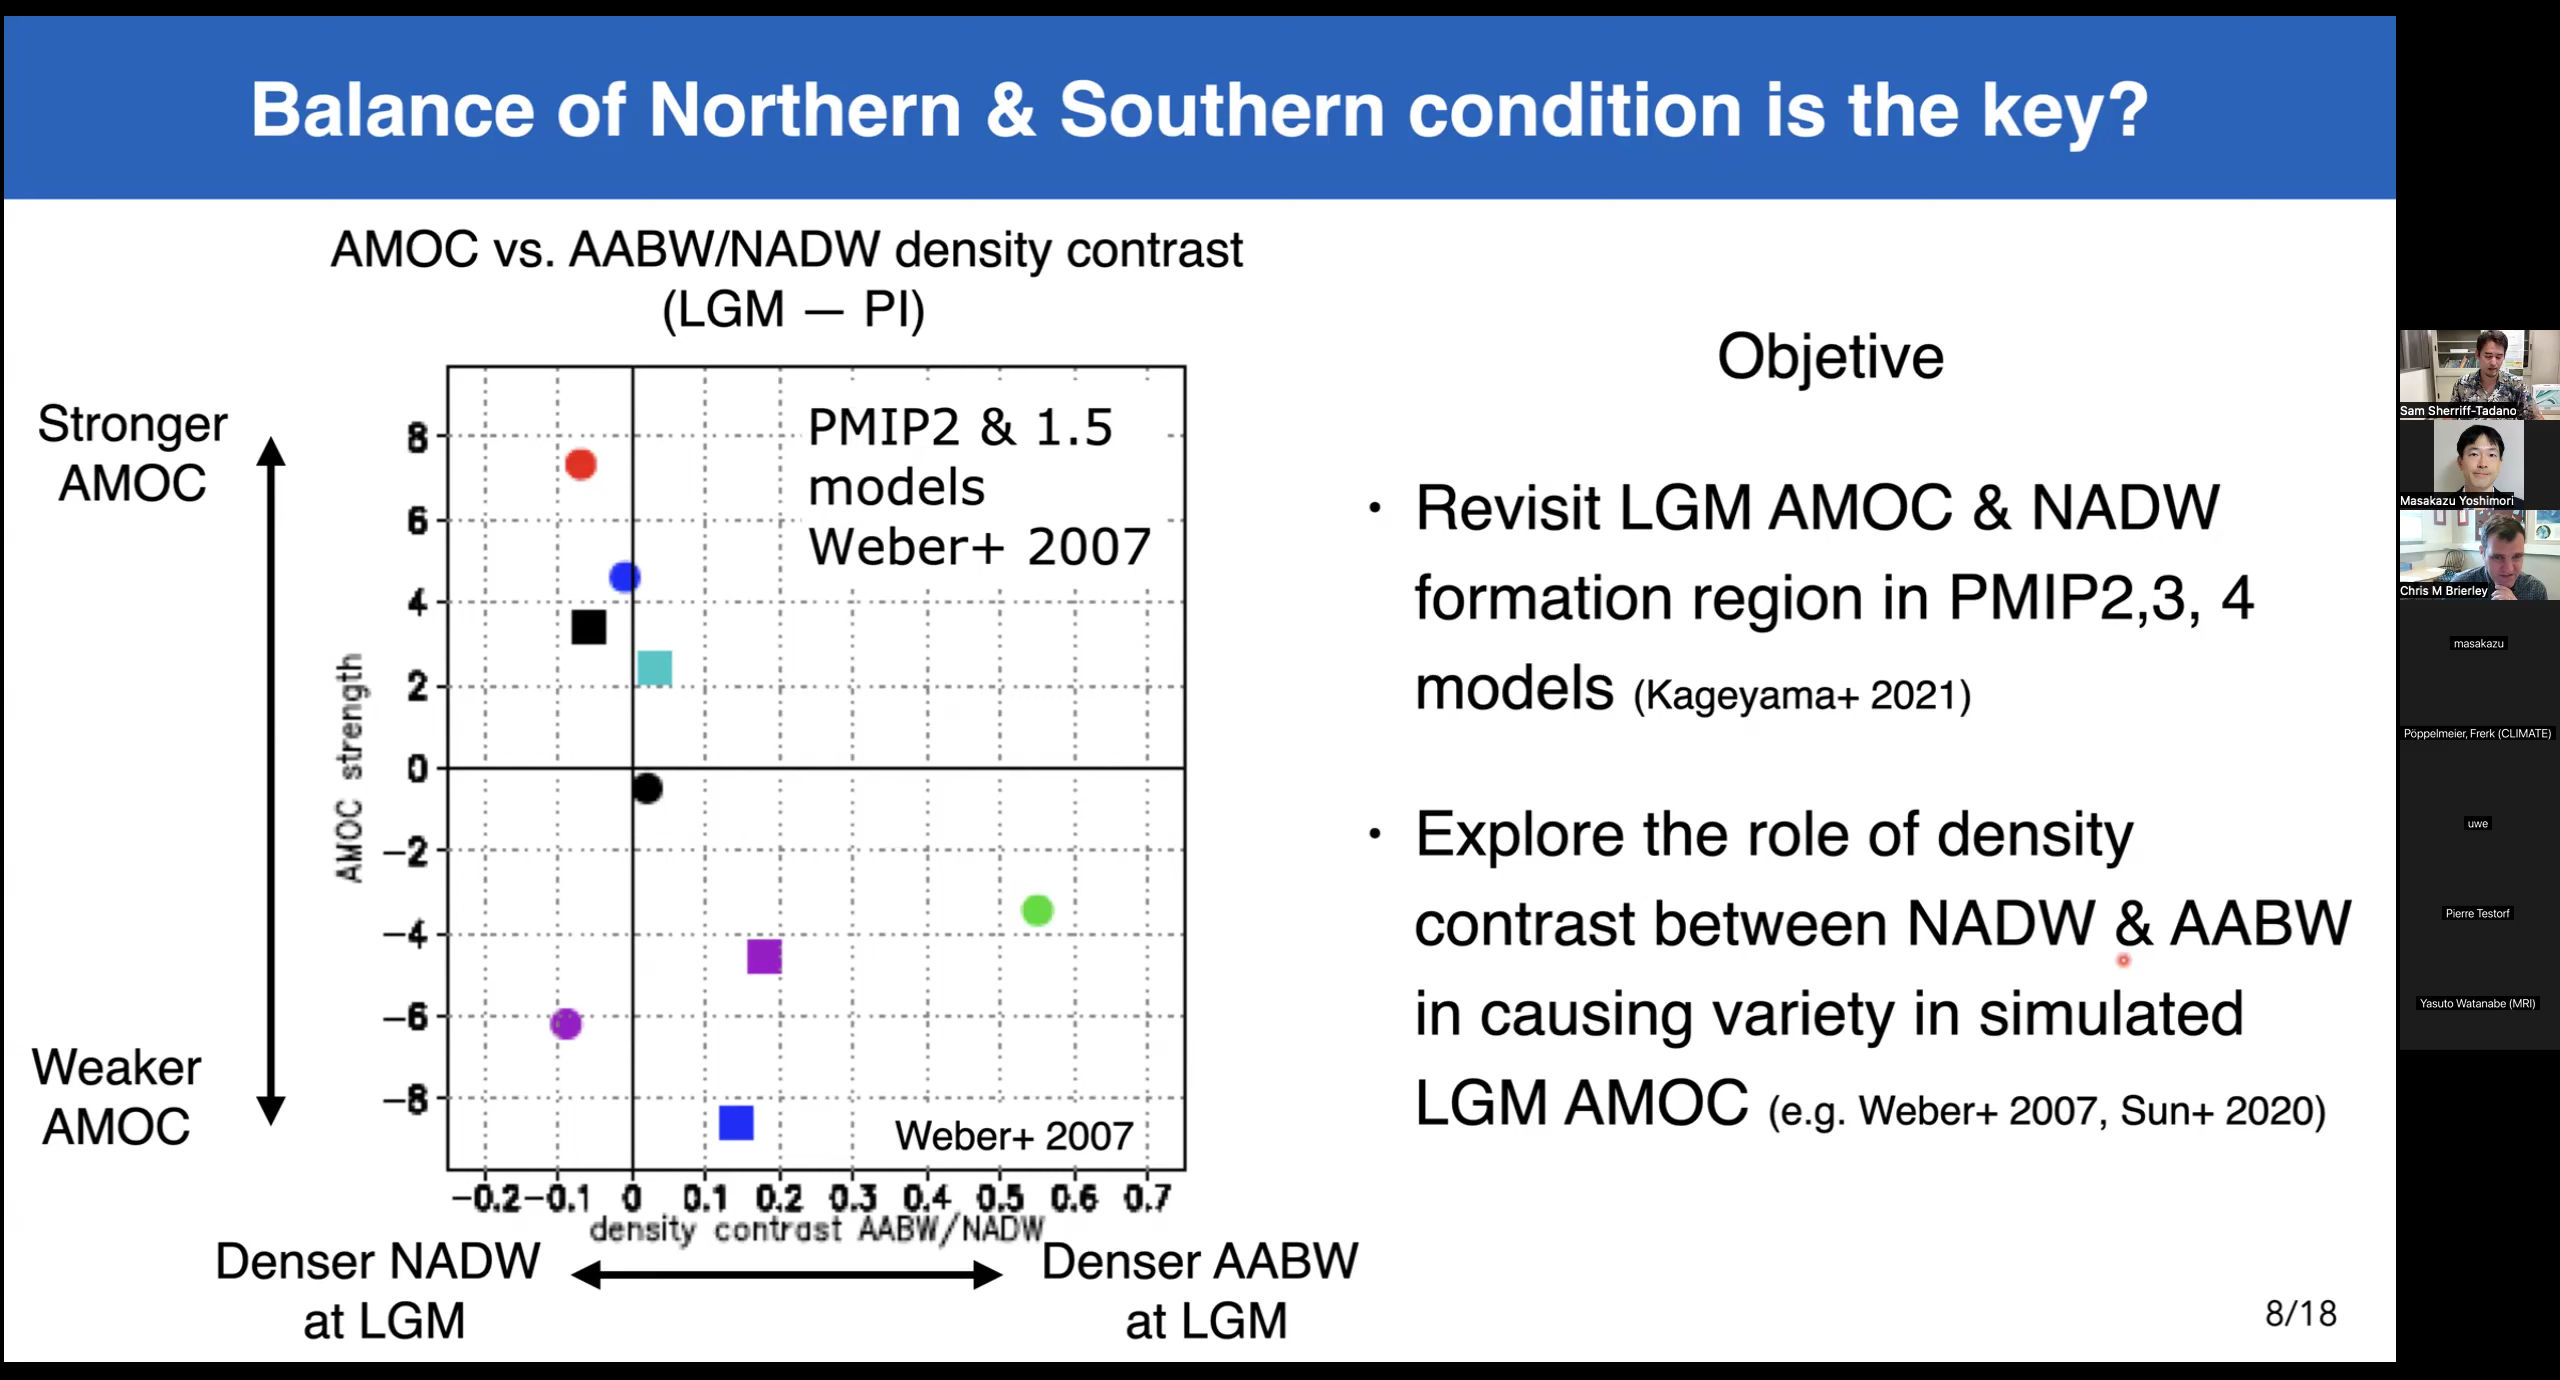 Balance of Northern & Southern condition is the key?
AMOC vs. AABW/NADW density contrast
(LGM — PI)
Stronger
AMOC
Weaker
AMOC
AMOC strength
8
6
4
2
0
−2
−4
−6
−8
PMIP2 & 1.5
models
Weber+ 2007
Weber+ 2007
−0.2 −0.1 0 0.1 0.2 0.3 0.4 0.5 0.6 0.7
density contrast AABW/NADW
Denser NADW
at LGM
Denser AABW
at LGM
Objetive
• Revisit LGM AMOC & NADW
formation region in PMIP2,3, 4
models (Kageyama+ 2021)
• Explore the role of density
contrast between NADW & AABW
in causing variety in simulated
LGM AMOC (e.g. Weber+ 2007, Sun+ 2020)
8/18
Sam Sherriff-Tadano
Masakazu Yoshimori
Chris M Brierley
masakazu
Pöppelmeier, Frerk (CLIMATE)
uwe
Pierre Testorf
Yasuto Watanabe (MRI)